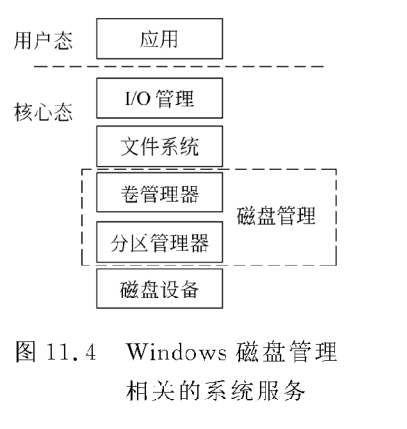 用户态
应用
核心态
I/O 管理
文件系统
卷管理器
磁盘管理
分区管理器
磁盘设备
图 11.4 Windows 磁盘管理
相关的系统服务